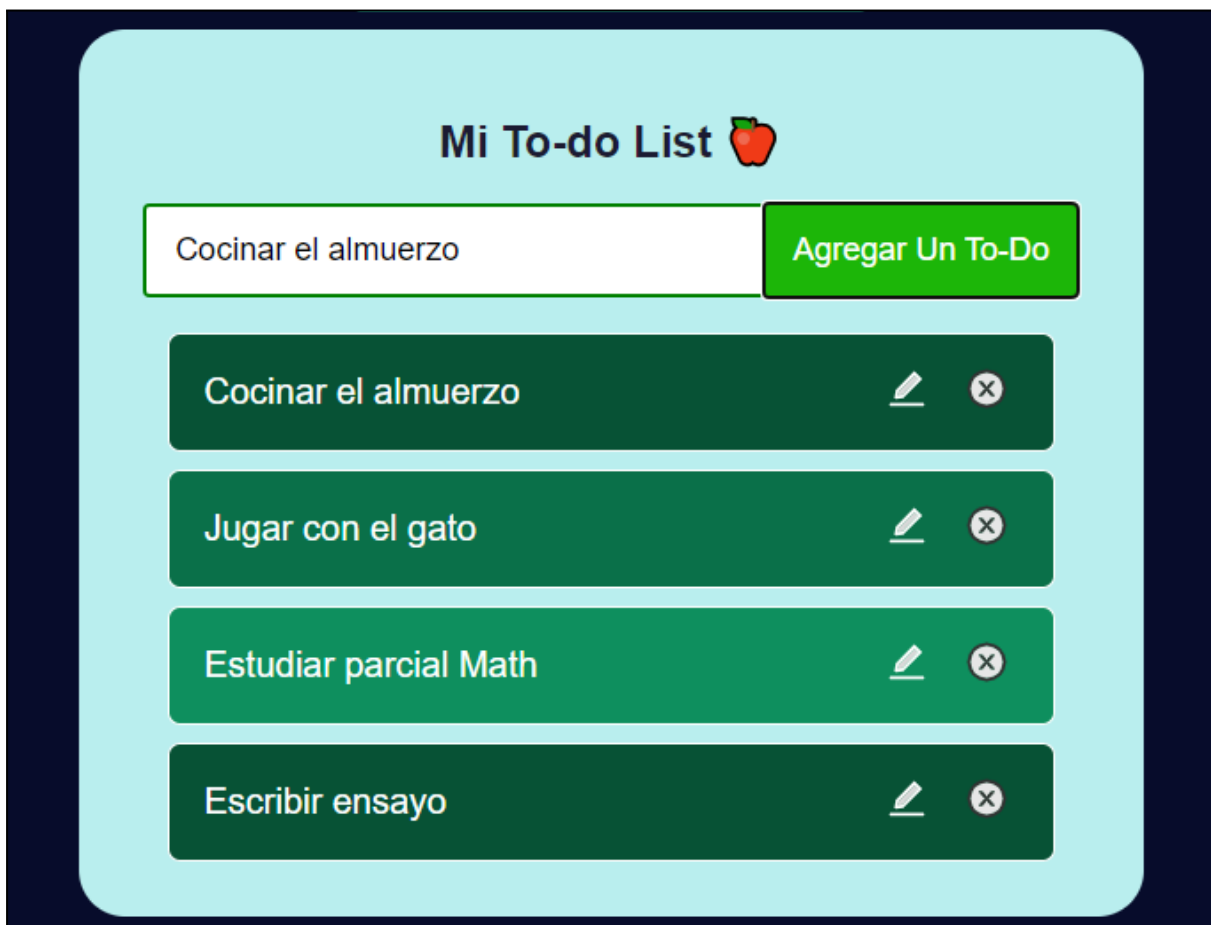 Mi To-do List 🍎
Cocinar el almuerzo
Agregar Un To-Do
Cocinar el almuerzo
Jugar con el gato
Estudiar parcial Math
Escribir ensayo